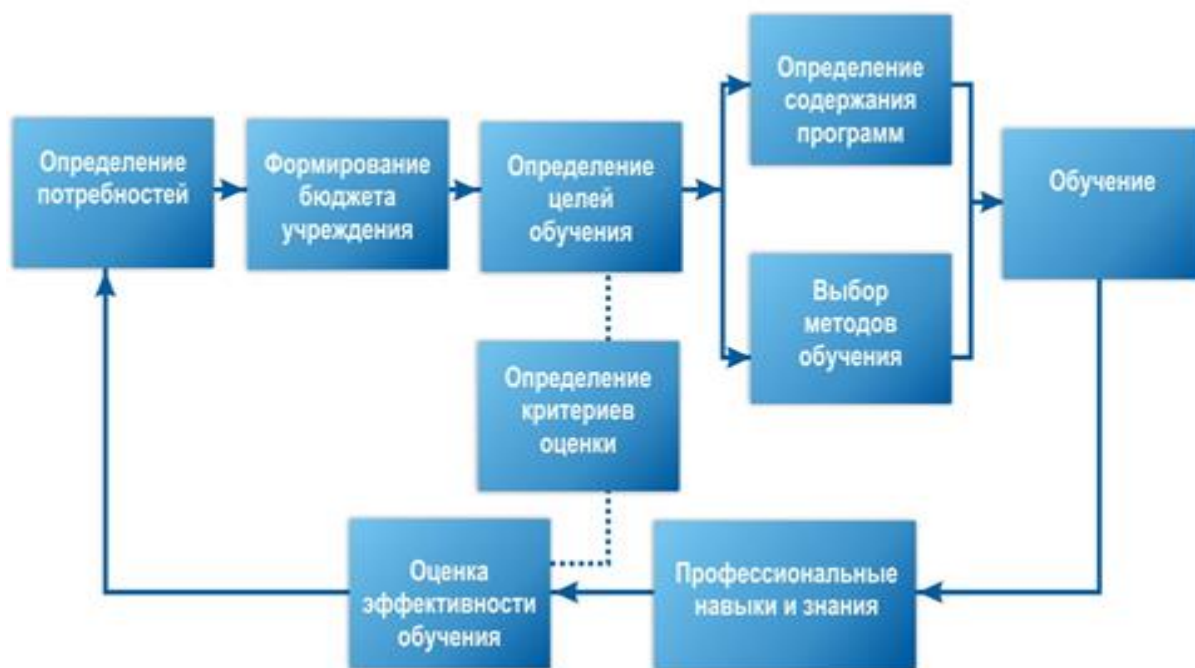 Определение
потребностей
Формирование
бюджета
учреждения
Определение
целей
обучения
Определение
содержания
программ
Выбор
методов
обучения
Обучение
Определение
критериев
оценки
Оценка
эффективности
обучения
Профессиональные
навыки и знания